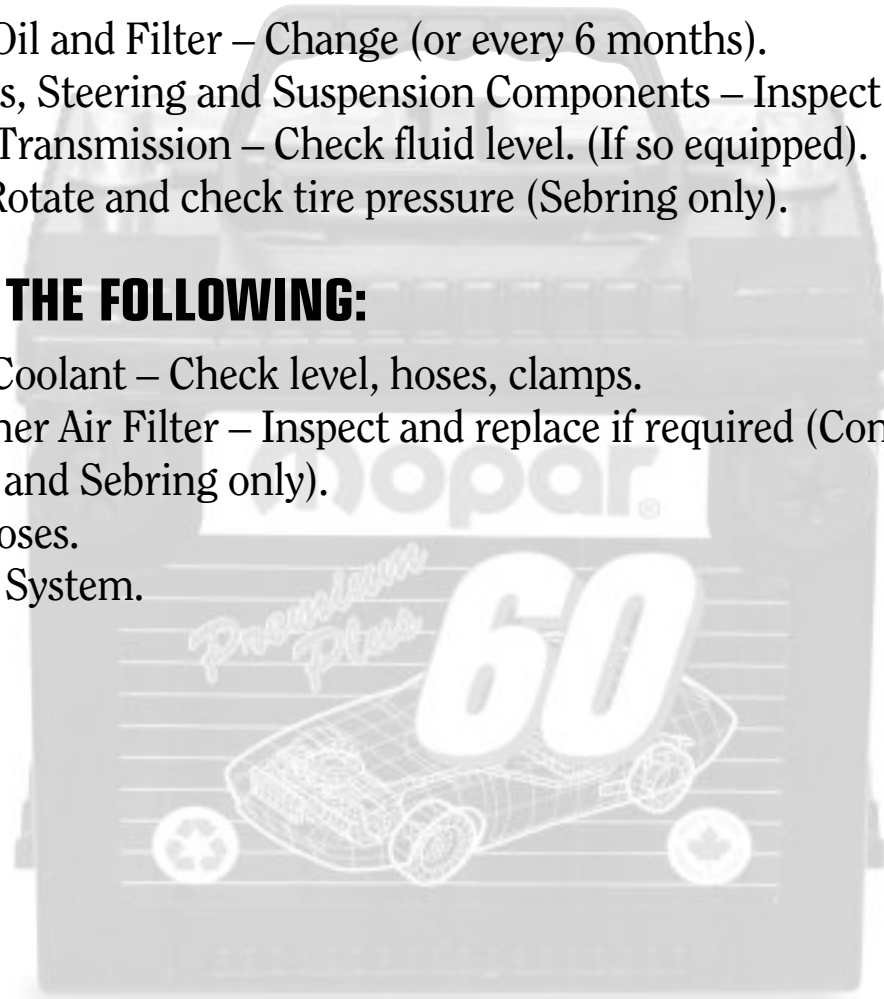 Oil and Filter – Change (or every 6 months).
s, Steering and Suspension Components – Inspect
Transmission – Check fluid level. (If so equipped).
Rotate and check tire pressure (Sebring only).
THE FOLLOWING:
Coolant – Check level, hoses, clamps.
ner Air Filter – Inspect and replace if required (Con
and Sebring only).
oses.
System.
mopar®
Premium
Plus
60